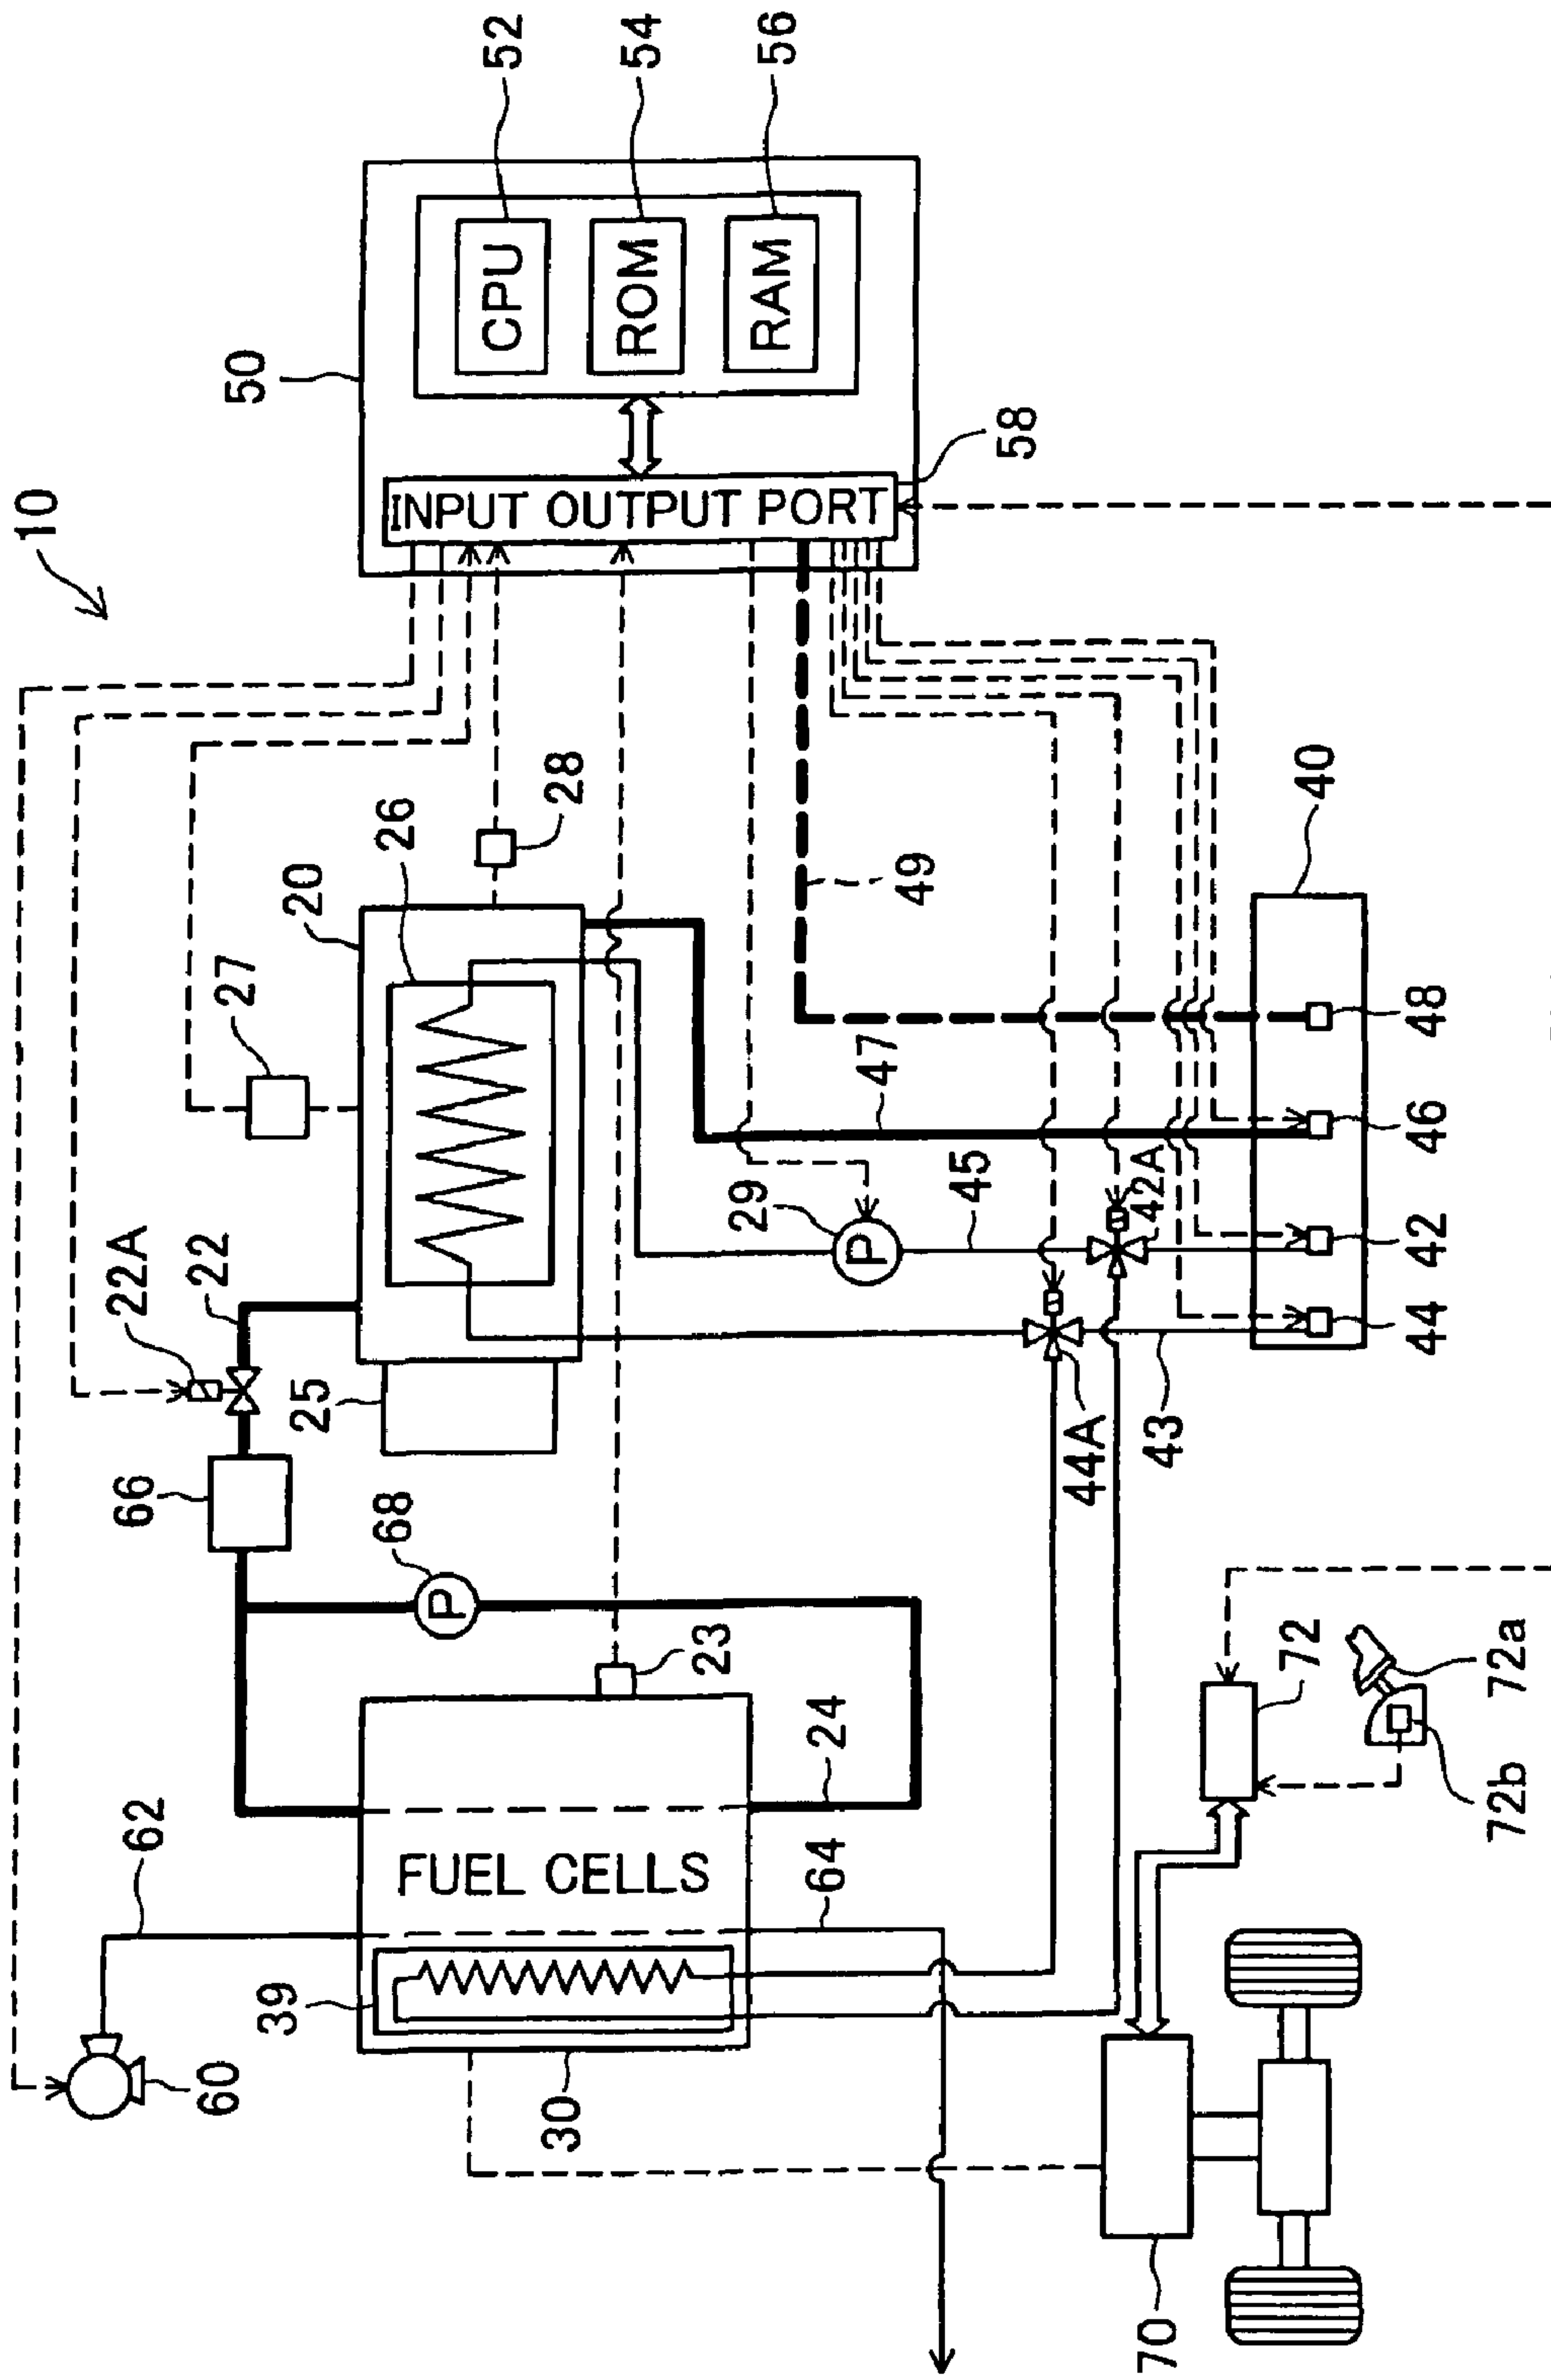 10
50
CPU
52
ROM
54
RAM
56
INPUT OUTPUT PORT
58
20
26
27
28
22
22A
25
66
68
P
29
P
45
47
49
42A
44A
43
40
48
46
42
44
23
24
FUEL CELLS
62
64
39
30
60
72
72a
72b
70